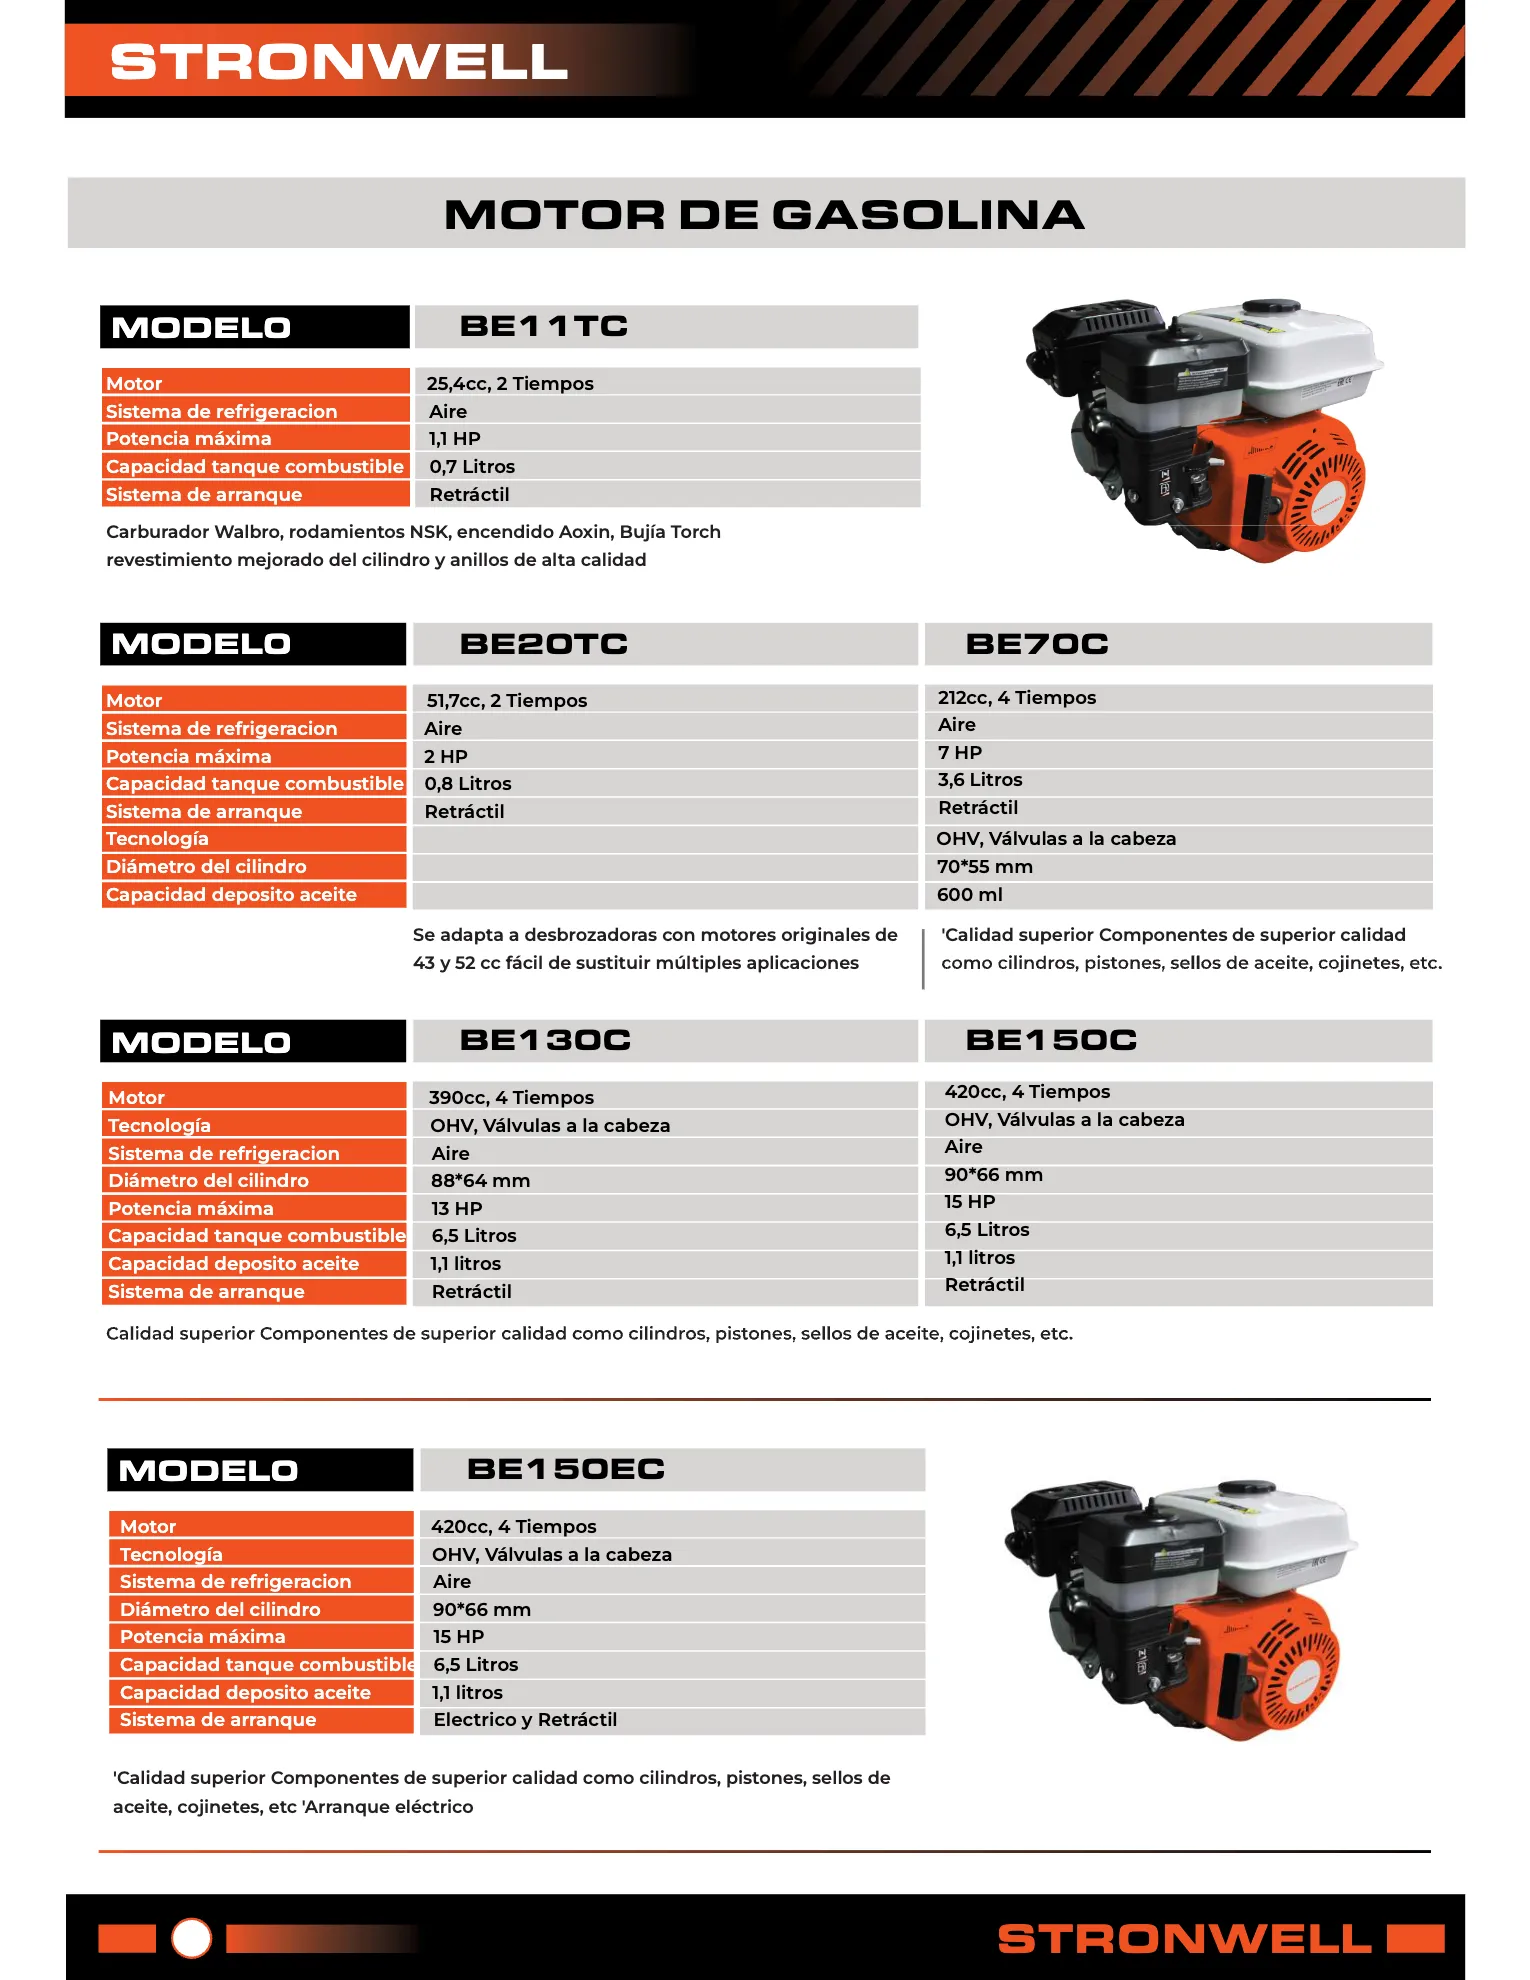 STRONWELL
MOTOR DE GASOLINA
MODELO BE11TC
Motor 25,4cc, 2 Tiempos
Sistema de refrigeracion Aire
Potencia máxima 1,1 HP
Capacidad tanque combustible 0,7 Litros
Sistema de arranque Retráctil
Carburador Walbro, rodamientos NSK, encendido Aoxin, Bujía Torch
revestimiento mejorado del cilindro y anillos de alta calidad
MODELO BE20TC BE70C
Motor 51,7cc, 2 Tiempos 212cc, 4 Tiempos
Sistema de refrigeracion Aire Aire
Potencia máxima 2 HP 7 HP
Capacidad tanque combustible 0,8 Litros 3,6 Litros
Sistema de arranque Retráctil Retráctil
Tecnología OHV, Válvulas a la cabeza
Diámetro del cilindro 70*55 mm
Capacidad deposito aceite 600 ml
Se adapta a desbrozadoras con motores originales de
43 y 52 cc fácil de sustituir múltiples aplicaciones
'Calidad superior Componentes de superior calidad
como cilindros, pistones, sellos de aceite, cojinetes, etc.
MODELO BE130C BE150C
Motor 390cc, 4 Tiempos 420cc, 4 Tiempos
Tecnología OHV, Válvulas a la cabeza OHV, Válvulas a la cabeza
Sistema de refrigeracion Aire Aire
Diámetro del cilindro 88*64 mm 90*66 mm
Potencia máxima 13 HP 15 HP
Capacidad tanque combustible 6,5 Litros 6,5 Litros
Capacidad deposito aceite 1,1 litros 1,1 litros
Sistema de arranque Retráctil Retráctil
Calidad superior Componentes de superior calidad como cilindros, pistones, sellos de aceite, cojinetes, etc.
MODELO BE150EC
Motor 420cc, 4 Tiempos
Tecnología OHV, Válvulas a la cabeza
Sistema de refrigeracion Aire
Diámetro del cilindro 90*66 mm
Potencia máxima 15 HP
Capacidad tanque combustible 6,5 Litros
Capacidad deposito aceite 1,1 litros
Sistema de arranque Electrico y Retráctil
'Calidad superior Componentes de superior calidad como cilindros, pistones, sellos de
aceite, cojinetes, etc 'Arranque eléctrico
STRONWELL